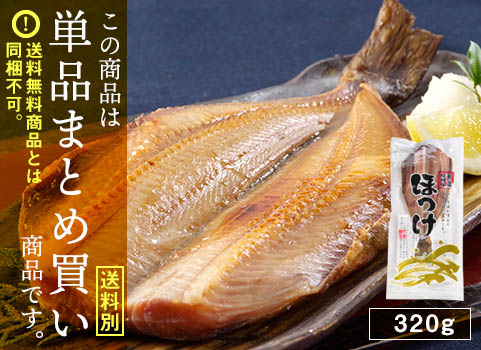 この商品は
単品まとめ買い
商品です。
送料別
！
送料無料商品とは
同梱不可。
ほっけ
320g